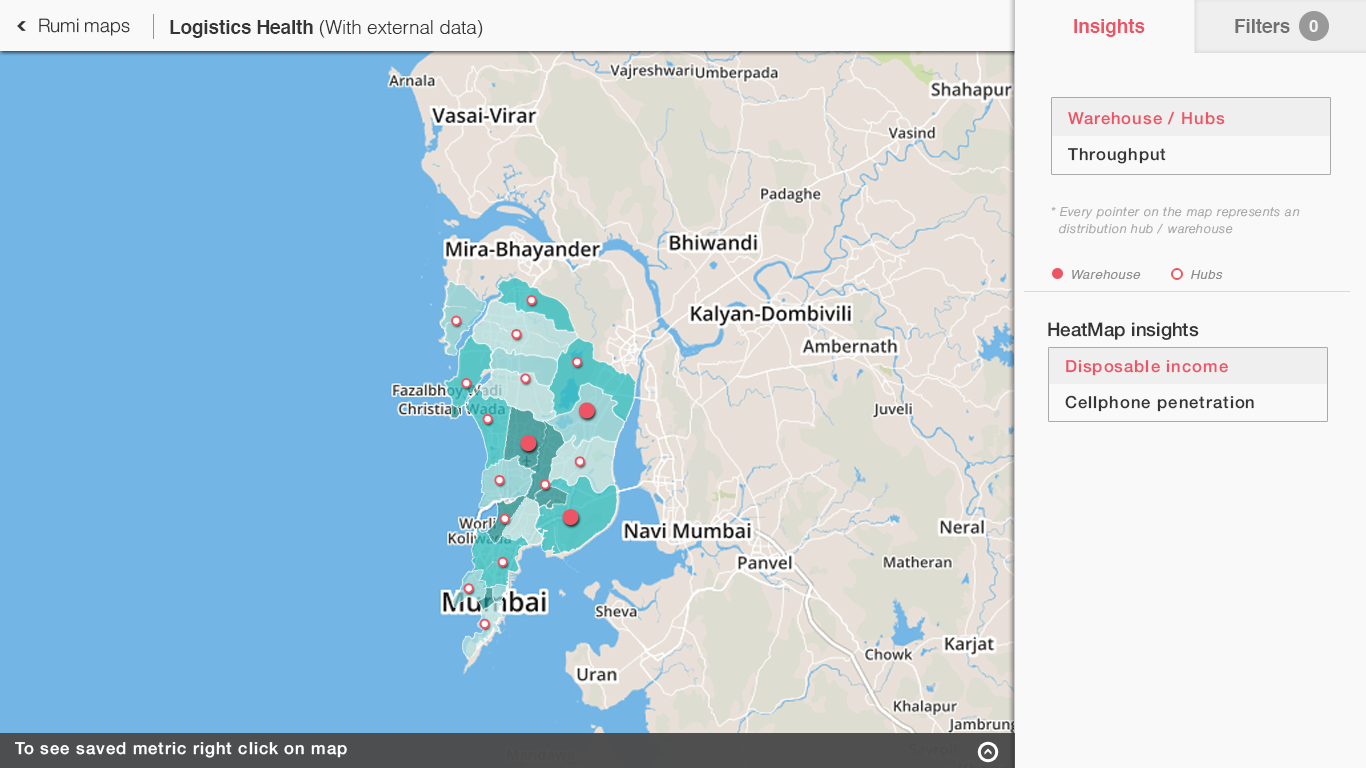 Rumi maps
Logistics Health (With external data)
Insights
Filters 0
Arnala
Vajreshwari
Umberpada
Shahapur
Vasai-Virar
Vasind
Padaghe
Mira-Bhayander
Bhiwandi
Kalyan-Dombivili
Ambernath
Fazalbhoy Wadi
Christian Wada
Juveli
Worli
Koliwada
Navi Mumbai
Neral
Panvel
Matheran
Mumbai
Sheva
Karjat
Chowk
Uran
Khalapur
Jambrung
To see saved metric right click on map
Warehouse / Hubs
Throughput
* Every pointer on the map represents an
distribution hub / warehouse
Warehouse
Hubs
HeatMap insights
Disposable income
Cellphone penetration